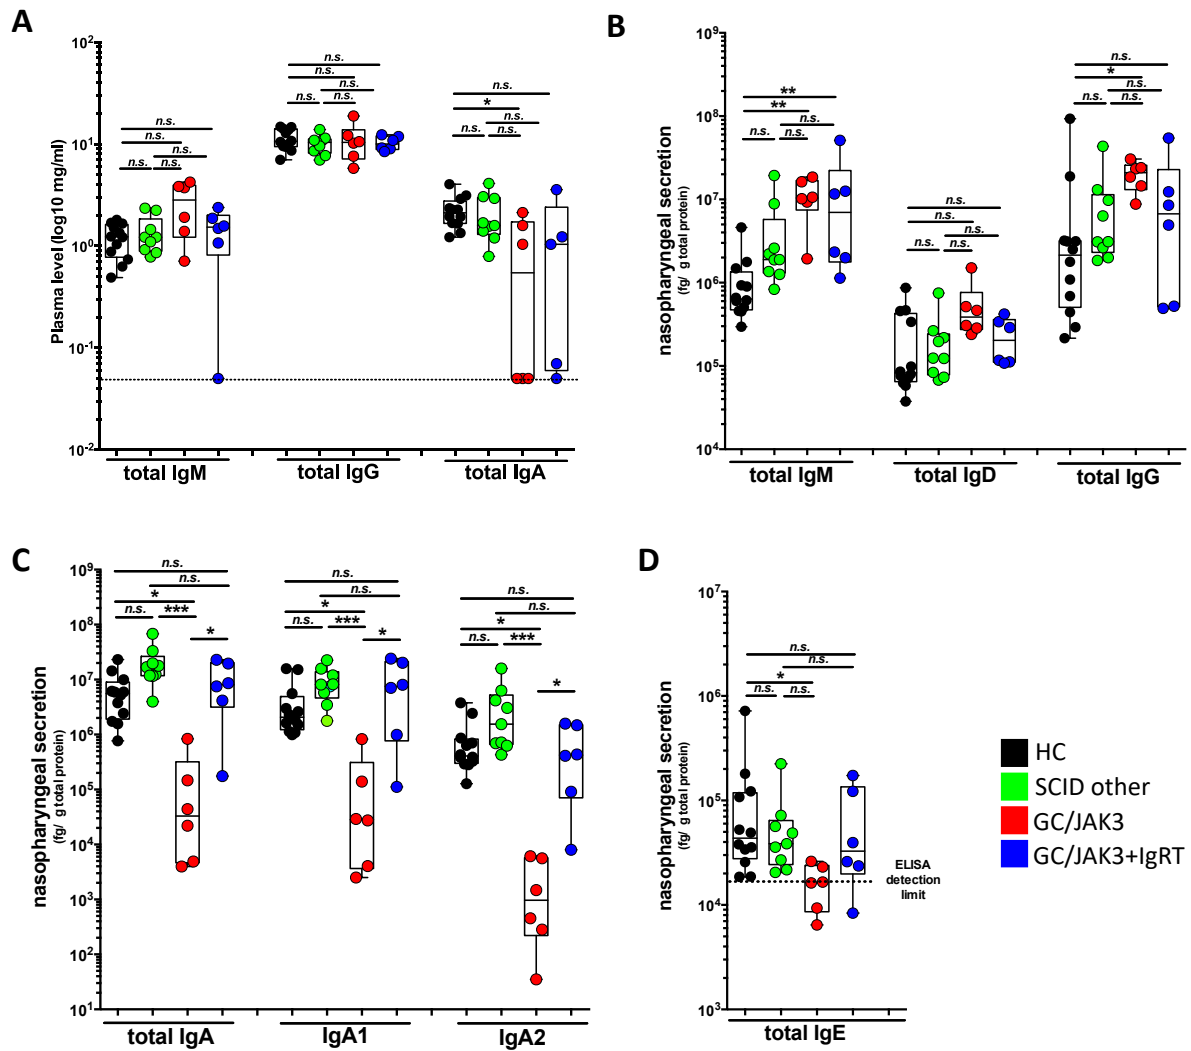 A
Plasma level (log10 mg/ml)
10^2
10^1
10^0
10^-1
10^-2
n.s.
n.s.
n.s.
n.s. n.s.
n.s.
n.s.
n.s.
n.s. n.s.
n.s.
*
n.s.
n.s. n.s.
total IgM total IgG total IgA
B
nasopharyngeal secretion
(fg/ g total protein)
10^9
10^8
10^7
10^6
10^5
10^4
**
**
n.s.
n.s. n.s.
n.s.
n.s.
n.s.
n.s. n.s.
n.s.
*
n.s.
n.s. n.s.
total IgM total IgD total IgG
C
nasopharyngeal secretion
(fg/ g total protein)
10^9
10^8
10^7
10^6
10^5
10^4
10^3
10^2
10^1
n.s.
n.s.
*
n.s. ***
*
n.s.
n.s.
*
n.s. ***
*
n.s.
n.s.
*
n.s. ***
*
total IgA IgA1 IgA2
D
nasopharyngeal secretion
(fg/ g total protein)
10^7
10^6
10^5
10^4
10^3
n.s.
n.s.
*
n.s. n.s.
ELISA
detection
limit
total IgE
HC
SCID other
GC/JAK3
GC/JAK3+IgRT